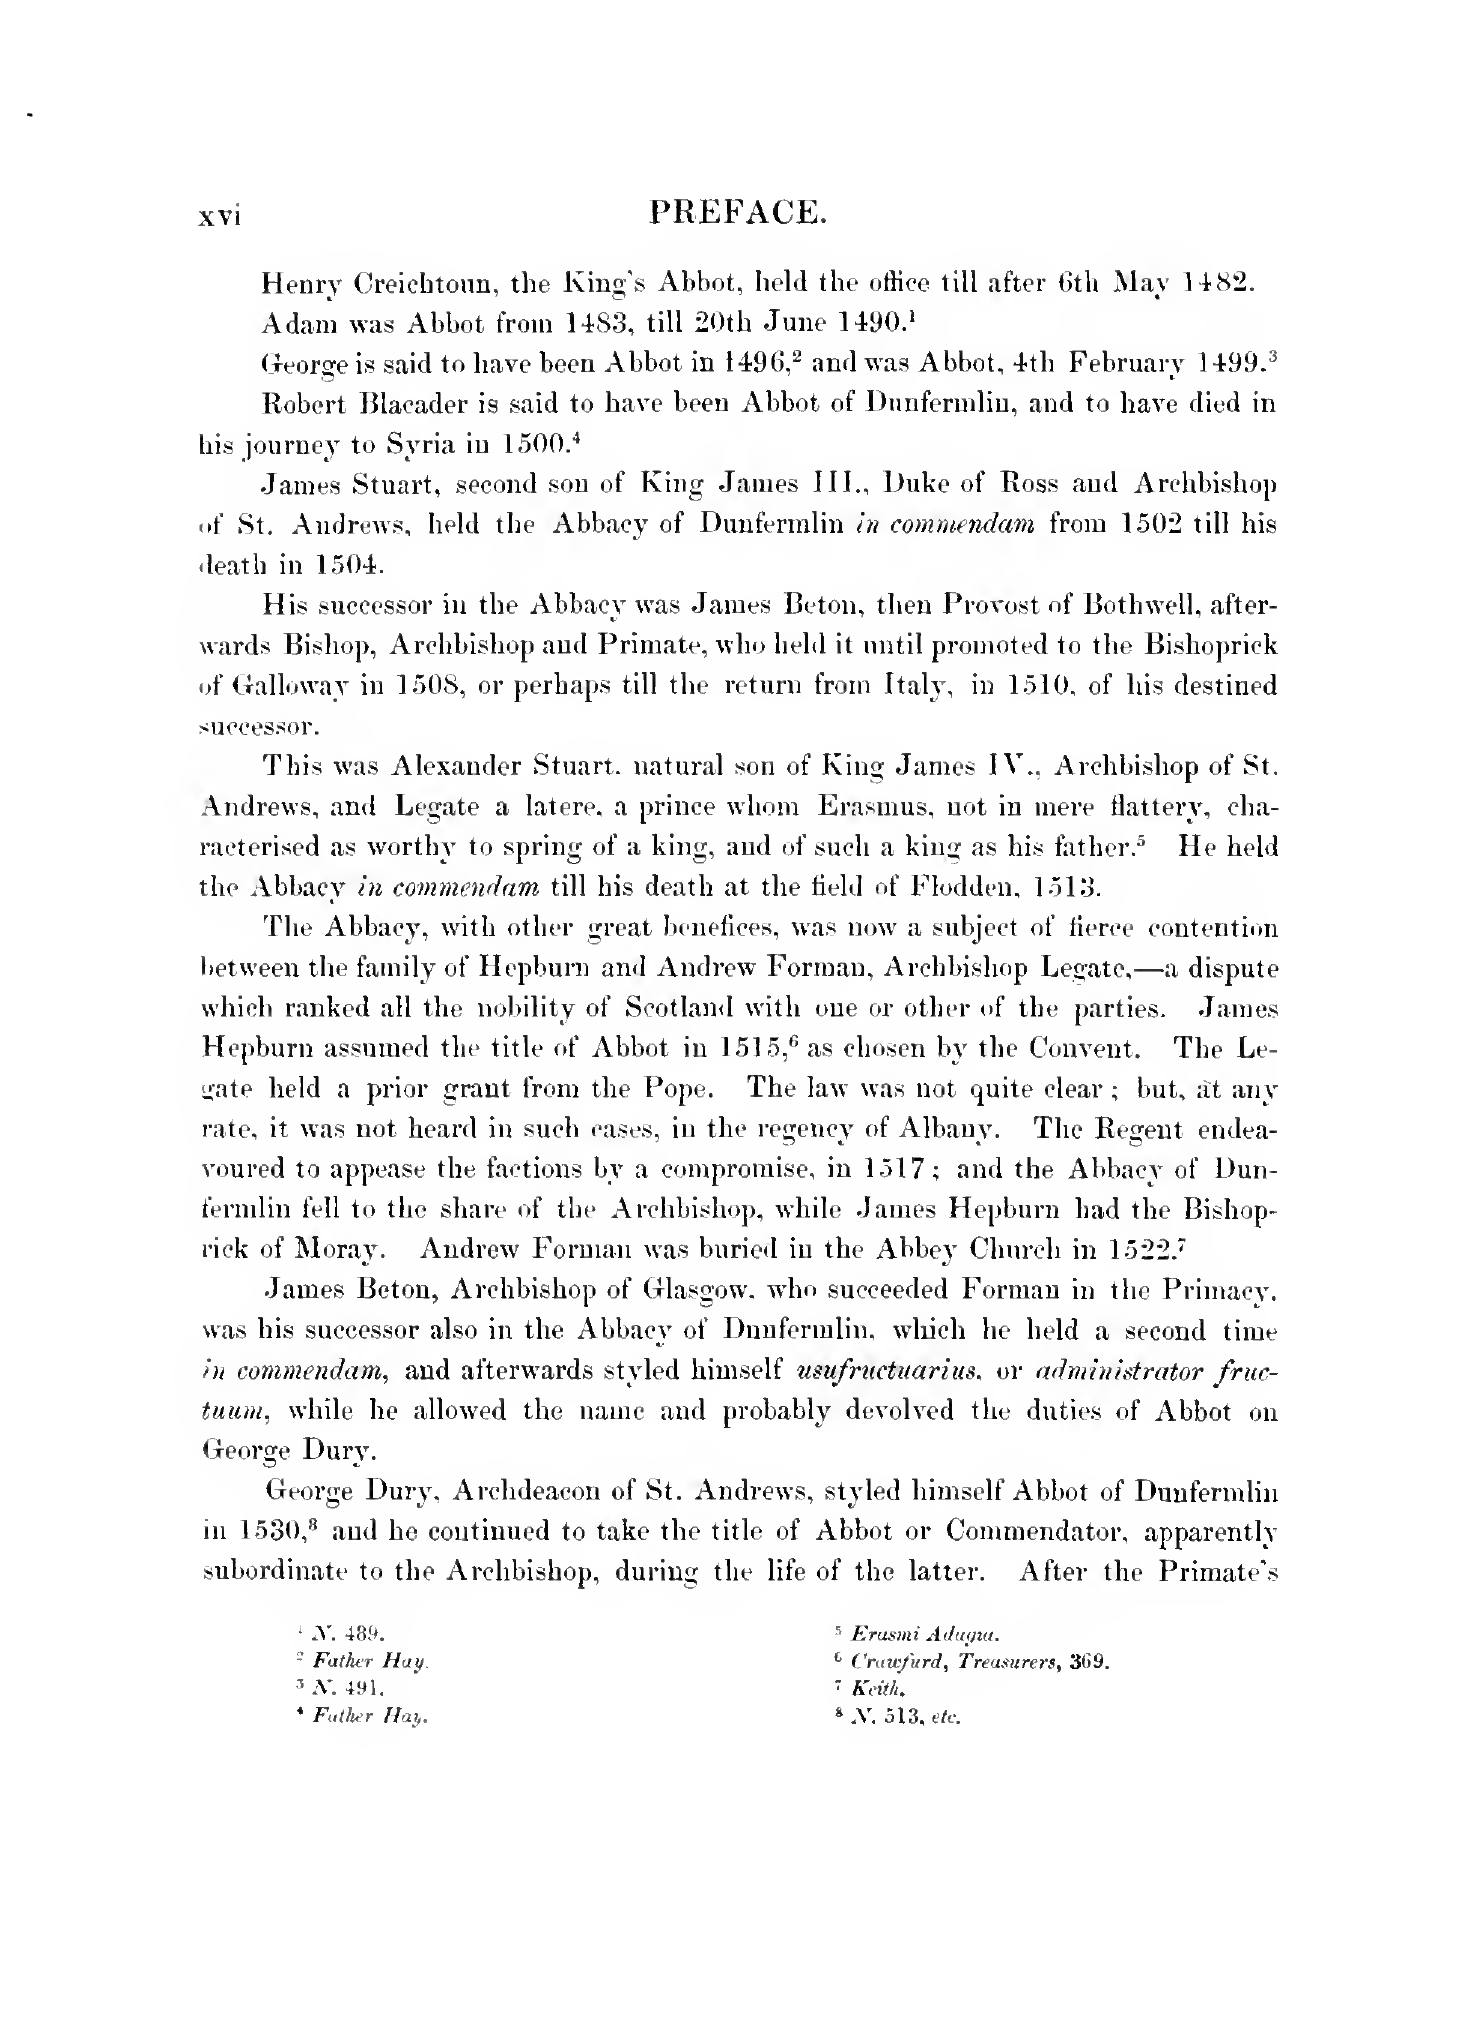 xvi PREFACE.
Henry Creichtoun, the King's Abbot, held the office till after 6th May 1482.
Adam was Abbot from 1483, till 20th June 1490.¹
George is said to have been Abbot in 1496,² and was Abbot, 4th February 1499.³
Robert Blacader is said to have been Abbot of Dunfermlin, and to have died in
his journey to Syria in 1500.⁴
James Stuart, second son of King James III., Duke of Ross and Archbishop
of St. Andrews, held the Abbacy of Dunfermlin in commendam from 1502 till his
death in 1504.
His successor in the Abbacy was James Beton, then Provost of Bothwell, after-
wards Bishop, Archbishop and Primate, who held it until promoted to the Bishoprick
of Galloway in 1508, or perhaps till the return from Italy, in 1510, of his destined
successor.
This was Alexander Stuart, natural son of King James IV., Archbishop of St.
Andrews, and Legate a latere, a prince whom Erasmus, not in mere flattery, cha-
racterised as worthy to spring of a king, and of such a king as his father.⁵ He held
the Abbacy in commendam till his death at the field of Flodden, 1513.
The Abbacy, with other great benefices, was now a subject of fierce contention
between the family of Hepburn and Andrew Forman, Archbishop Legate,—a dispute
which ranked all the nobility of Scotland with one or other of the parties. James
Hepburn assumed the title of Abbot in 1515,⁶ as chosen by the Convent. The Le-
gate held a prior grant from the Pope. The law was not quite clear; but, at any
rate, it was not heard in such cases, in the regency of Albany. The Regent endea-
voured to appease the factions by a compromise, in 1517; and the Abbacy of Dun-
fermlin fell to the share of the Archbishop, while James Hepburn had the Bishop-
rick of Moray. Andrew Forman was buried in the Abbey Church in 1522.⁷
James Beton, Archbishop of Glasgow, who succeeded Forman in the Primacy,
was his successor also in the Abbacy of Dunfermlin, which he held a second time
in commendam, and afterwards styled himself usufructuarius, or administrator fruc-
tuum, while he allowed the name and probably devolved the duties of Abbot on
George Dury.
George Dury, Archdeacon of St. Andrews, styled himself Abbot of Dunfermlin
in 1530,⁸ and he continued to take the title of Abbot or Commendator, apparently
subordinate to the Archbishop, during the life of the latter. After the Primate's
¹ N. 489.
² Father Hay.
³ N. 491.
⁴ Father Hay.
⁵ Erasmi Adagia.
⁶ Crawfurd, Treasurers, 369.
⁷ Keith.
⁸ N. 513, etc.